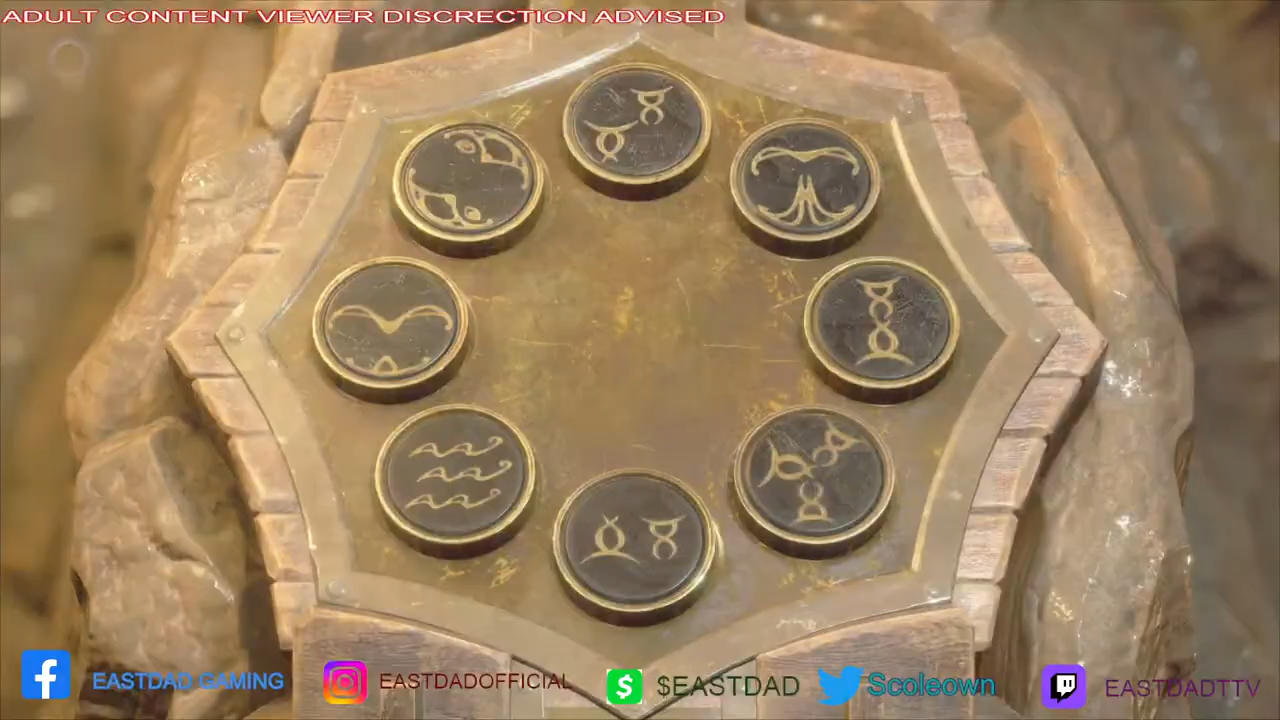 ADULT CONTENT VIEWER DISCRECTION ADVISED
EASTDAD GAMING
EASTDADOFFICIAL
$EASTDAD
Scoleown
EASTDADTTV